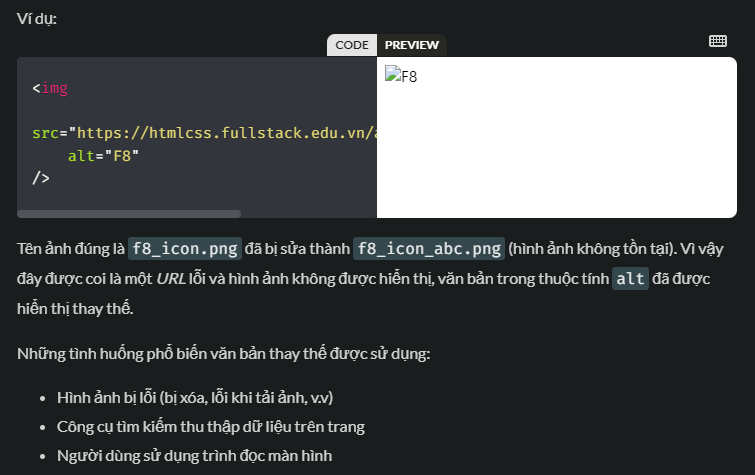 Ví dụ:
CODE PREVIEW
<img
src="https://htmlcss.fullstack.edu.vn/
alt="F8"
/>
F8
Tên ảnh đúng là f8_icon.png đã bị sửa thành f8_icon_abc.png (hình ảnh không tồn tại). Vì vậy
đây được coi là một URL lỗi và hình ảnh không được hiển thị, văn bản trong thuộc tính alt đã được
hiển thị thay thế.
Những tình huống phổ biến văn bản thay thế được sử dụng:
• Hình ảnh bị lỗi (bị xóa, lỗi khi tải ảnh, v.v)
• Công cụ tìm kiếm thu thập dữ liệu trên trang
• Người dùng sử dụng trình đọc màn hình